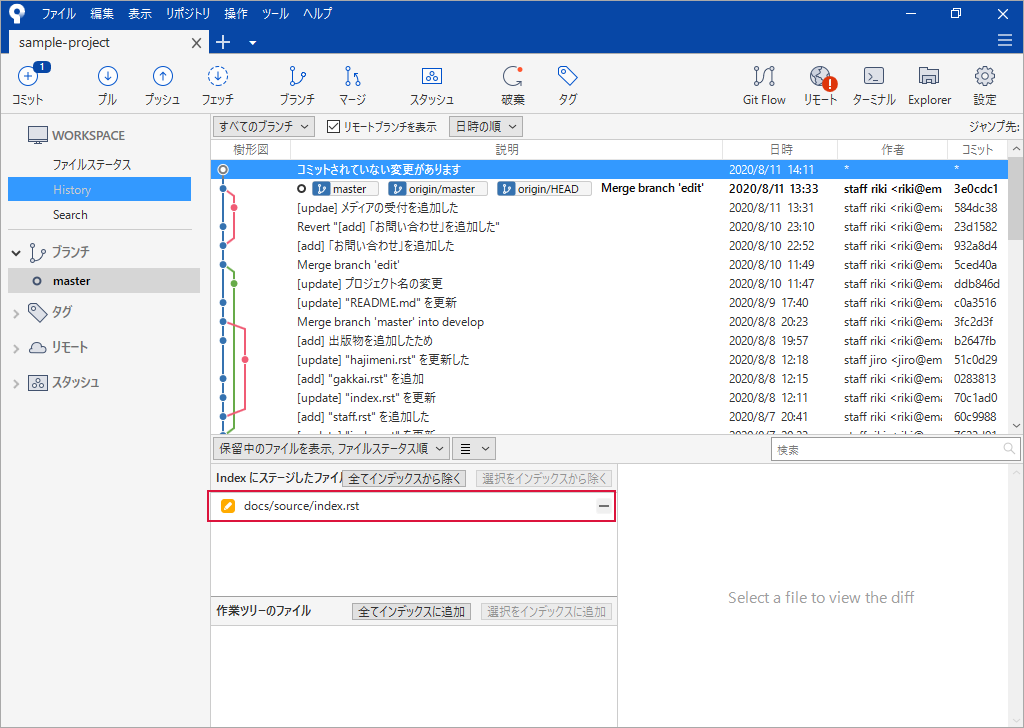 ファイル 編集 表示 リポジトリ 操作 ツール ヘルプ
sample-project
1
コミット プル プッシュ フェッチ ブランチ マージ スタッシュ 破棄 タグ Git Flow リモート ターミナル Explorer 設定
WORKSPACE
ファイルステータス
History
Search
ブランチ
master
タグ
リモート
スタッシュ
すべてのブランチ リモートブランチを表示 日時の順 ジャンプ先:
樹形図 説明 日時 作者 コミット
コミットされていない変更があります 2020/8/11 14:11 * *
master origin/master origin/HEAD Merge branch 'edit' 2020/8/11 13:33 staff riki <riki@em 3e0cdc1
[updae] メディアの受付を追加した 2020/8/11 13:31 staff riki <riki@ema 584dc38
Revert "[add] 「お問い合わせ」を追加した" 2020/8/10 23:10 staff riki <riki@ema 23d1582
[add] 「お問い合わせ」を追加した 2020/8/10 22:52 staff riki <riki@ema 932a8d4
Merge branch 'edit' 2020/8/10 11:49 staff riki <riki@ema 5ced40a
[update] プロジェクト名の変更 2020/8/10 11:47 staff riki <riki@ema ddb846d
[update] "README.md" を更新 2020/8/9 17:40 staff riki <riki@ema c0a3516
Merge branch 'master' into develop 2020/8/8 20:23 staff riki <riki@ema 3fc2d3f
[add] 出版物を追加したため 2020/8/8 19:57 staff riki <riki@ema b2647fb
[update] "hajimeni.rst" を更新した 2020/8/8 12:18 staff jiro <jiro@em 51c0d29
[add] "gakkai.rst" を追加 2020/8/8 12:15 staff riki <riki@ema 0283813
[update] "index.rst" を更新 2020/8/8 12:11 staff riki <riki@ema 70c1ad0
[add] "staff.rst" を追加した 2020/8/7 20:41 staff riki <riki@ema 60c9988
保留中のファイルを表示, ファイルステータス順 検索
Index にステージしたファイル 全てインデックスから除く 選択をインデックスから除く
docs/source/index.rst
作業ツリーのファイル 全てインデックスに追加 選択をインデックスに追加
Select a file to view the diff